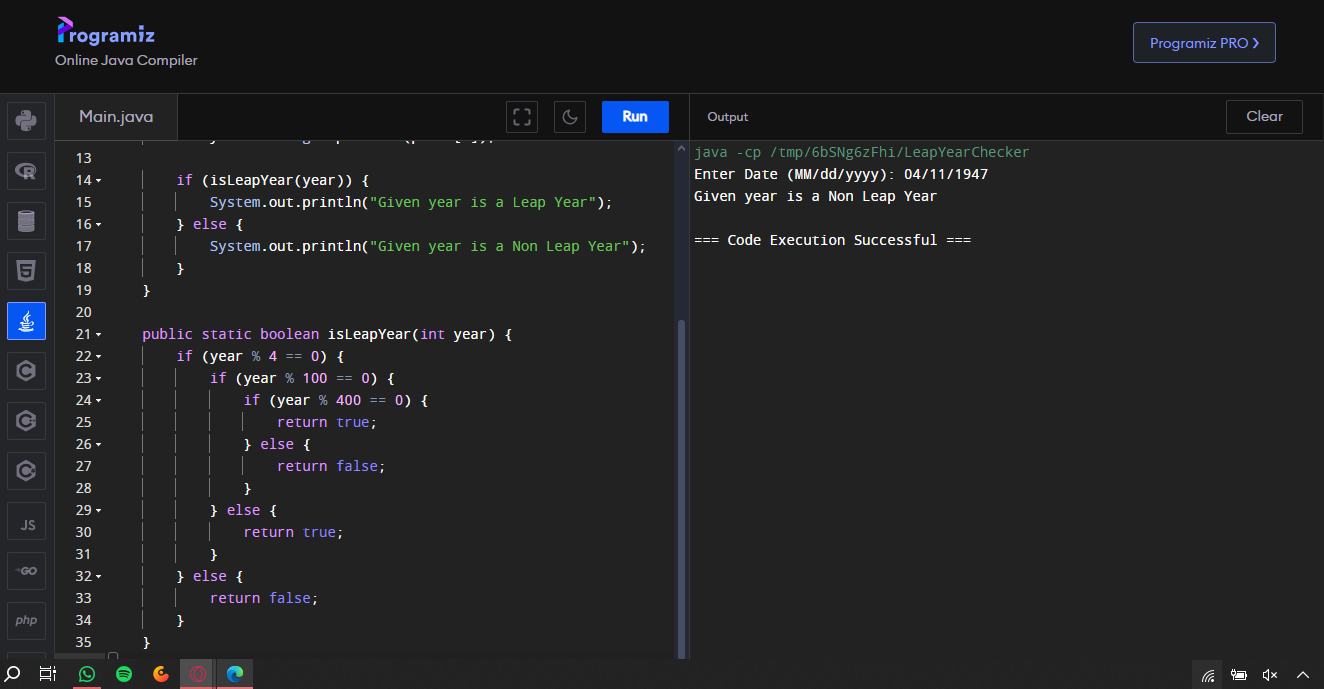 Programiz
Online Java Compiler
Programiz PRO
Main.java
Run
Output
Clear
13
14 if (isLeapYear(year)) {
15 System.out.println("Given year is a Leap Year");
16 } else {
17 System.out.println("Given year is a Non Leap Year");
18 }
19 }
20
21 public static boolean isLeapYear(int year) {
22 if (year % 4 == 0) {
23 if (year % 100 == 0) {
24 if (year % 400 == 0) {
25 return true;
26 } else {
27 return false;
28 }
29 } else {
30 return true;
31 }
32 } else {
33 return false;
34 }
35 }
java -cp /tmp/6bSNg6zFhi/LeapYearChecker
Enter Date (MM/dd/yyyy): 04/11/1947
Given year is a Non Leap Year
=== Code Execution Successful ===
R
5
C
C
C
JS
GO
php